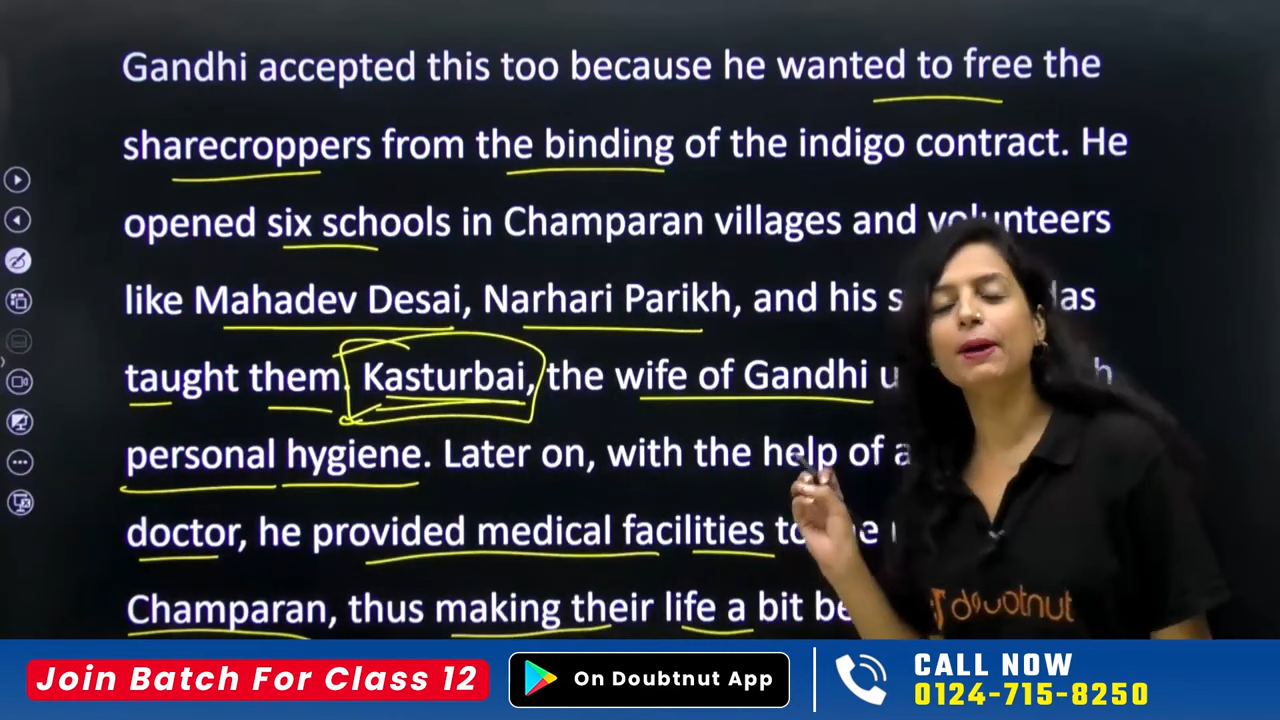 Gandhi accepted this too because he wanted to free the
sharecroppers from the binding of the indigo contract. He
opened six schools in Champaran villages and volunteers
like Mahadev Desai, Narhari Parikh, and his
taught them. Kasturbai, the wife of Gandhi
personal hygiene. Later on, with the help of a
doctor, he provided medical facilities to
Champaran, thus making their life a bit
doubtnut
Join Batch For Class 12
On Doubtnut App
CALL NOW
0124-715-8250